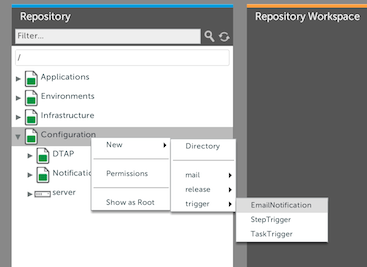 Repository
Repository Workspace
Filter...
/
Applications
Environments
Infrastructure
Configuration
New
Directory
DTAP
Permissions
mail
release
server
Show as Root
trigger
EmailNotification
StepTrigger
TaskTrigger